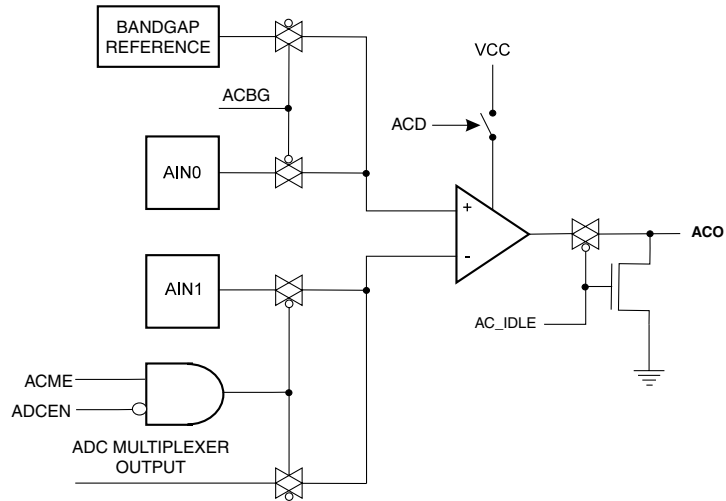 BANDGAP
REFERENCE
VCC
ACBG
ACD
AIN0
+
-
ACO
AIN1
AC_IDLE
ACME
ADCEN
ADC MULTIPLEXER
OUTPUT